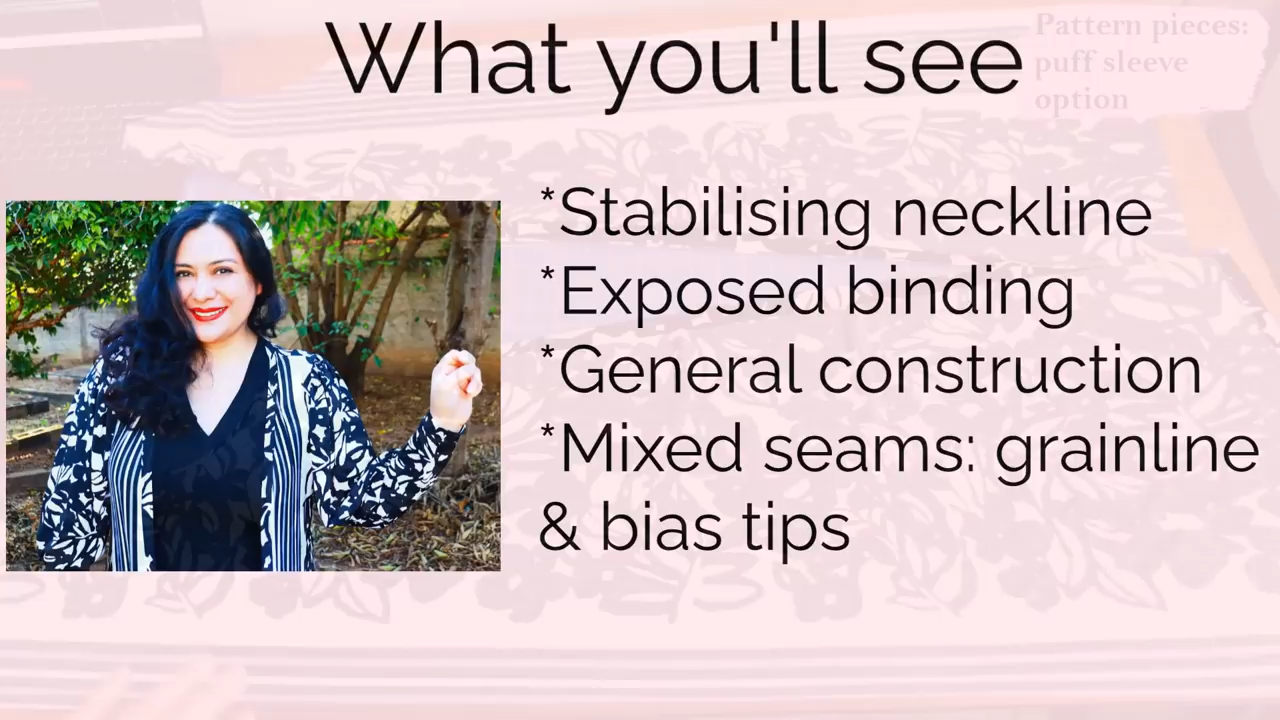 What you'll see
Pattern pieces:
puff sleeve
option
*Stabilising neckline
*Exposed binding
*General construction
*Mixed seams: grainline
& bias tips